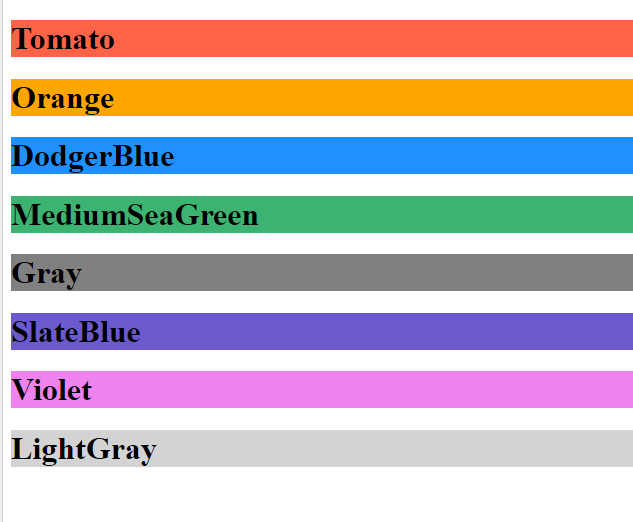 Tomato
Orange
DodgerBlue
MediumSeaGreen
Gray
SlateBlue
Violet
LightGray